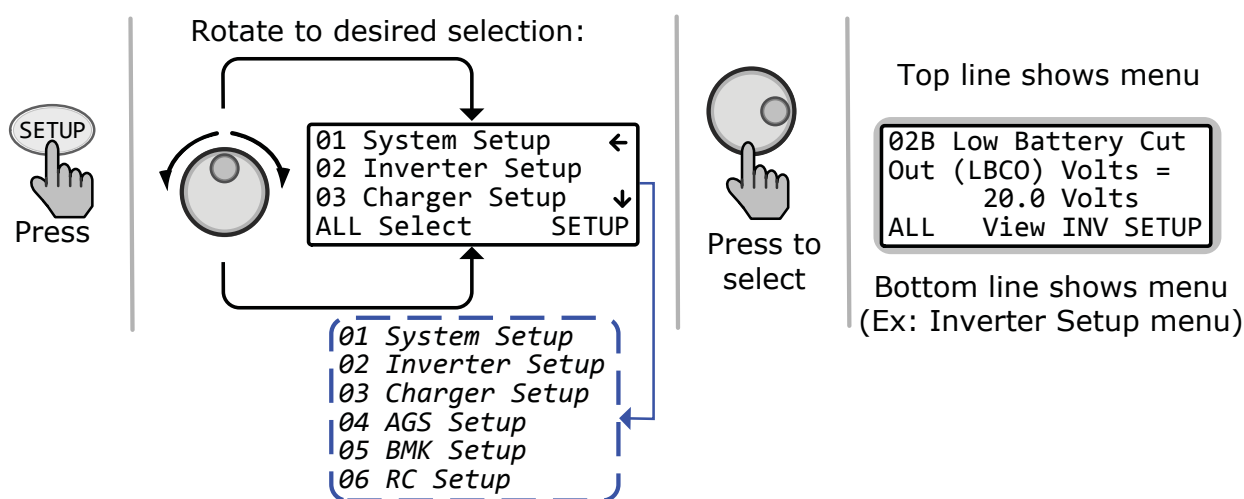 SETUP
Press
Rotate to desired selection:
01 System Setup ←
02 Inverter Setup
03 Charger Setup ↓
ALL Select SETUP
01 System Setup
02 Inverter Setup
03 Charger Setup
04 AGS Setup
05 BMK Setup
06 RC Setup
Press to
select
Top line shows menu
02B Low Battery Cut
Out (LBCO) Volts =
20.0 Volts
ALL View INV SETUP
Bottom line shows menu
(Ex: Inverter Setup menu)